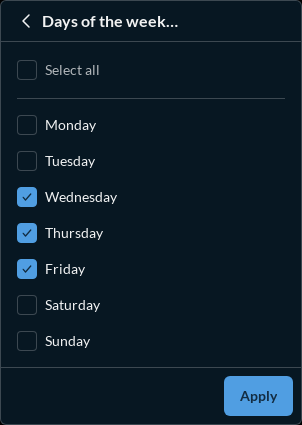 Days of the week…
Select all
Monday
Tuesday
Wednesday
Thursday
Friday
Saturday
Sunday
Apply